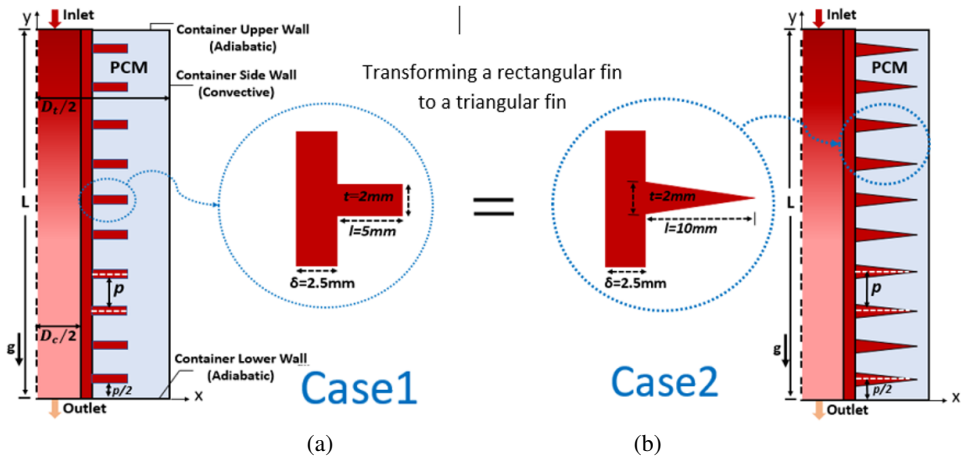 y
Inlet
Container Upper Wall
(Adiabatic)
PCM
Container Side Wall
(Convective)
D_t/2
L
p
D_c/2
g
Container Lower Wall
(Adiabatic)
p/2
x
Outlet
t=2mm
l=5mm
δ=2.5mm
Case1
(a)
Transforming a rectangular fin
to a triangular fin
=
t=2mm
l=10mm
δ=2.5mm
Case2
(b)
y
Inlet
PCM
L
p
g
p/2
x
Outlet